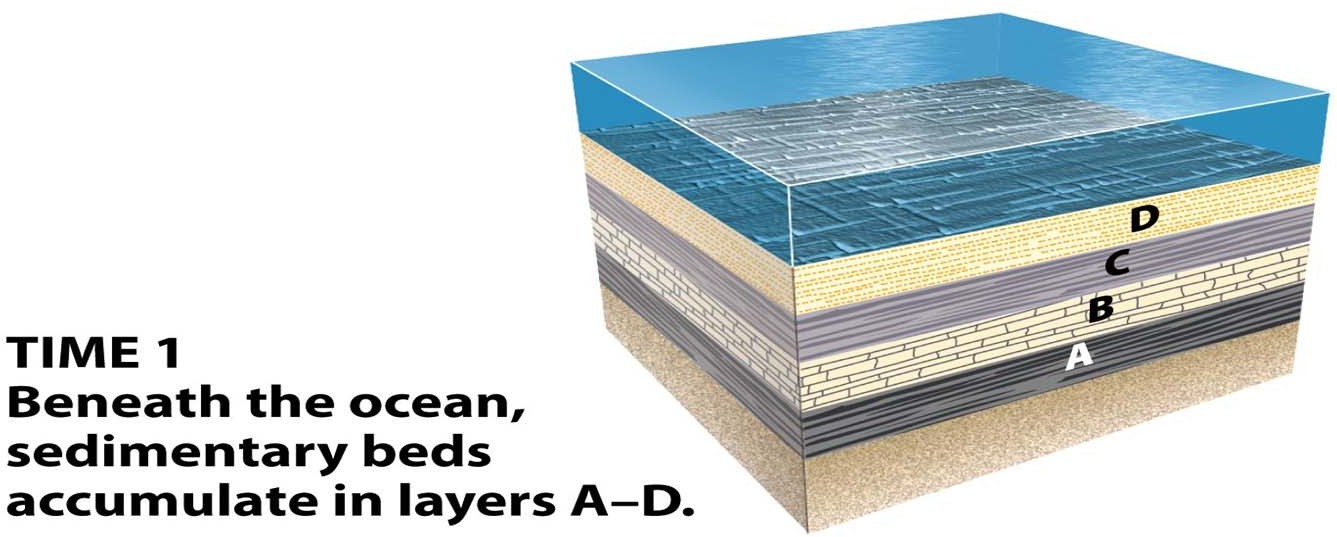 TIME 1
Beneath the ocean,
sedimentary beds
accumulate in layers A–D.
D
C
B
A